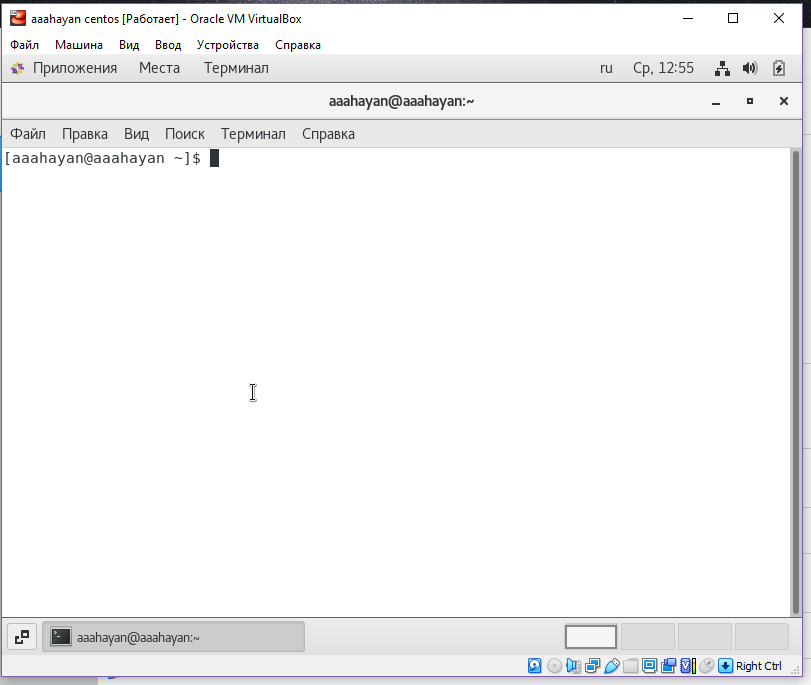 aaahayan centos [Работает] - Oracle VM VirtualBox
Файл Машина Вид Ввод Устройства Справка
Приложения Места Терминал ru Ср, 12:55
aaahayan@aaahayan:~
Файл Правка Вид Поиск Терминал Справка
[aaahayan@aaahayan ~]$
aaahayan@aaahayan:~
Right Ctrl